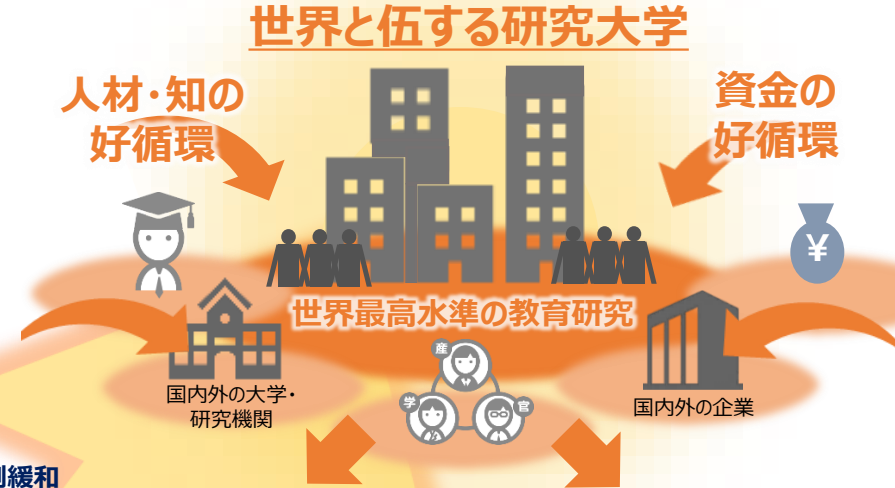 世界と伍する研究大学
人材・知の
好循環
資金の
好循環
¥
世界最高水準の教育研究
産
学
官
国内外の大学・
研究機関
国内外の企業
緩和